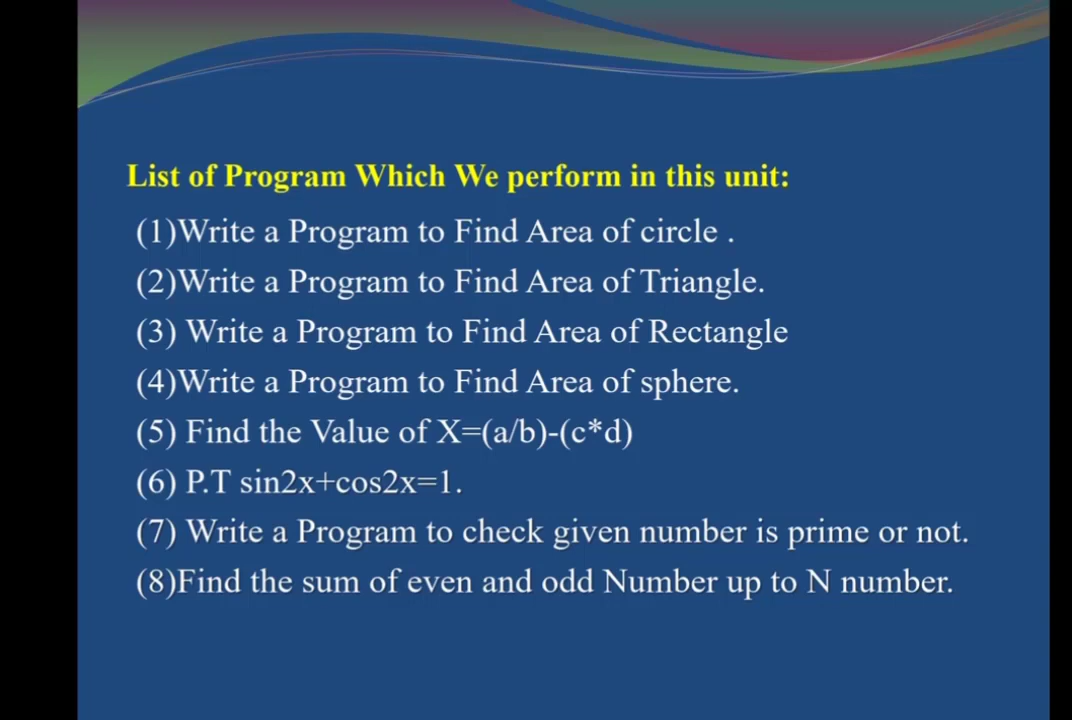 List of Program Which We perform in this unit:
(1)Write a Program to Find Area of circle .
(2)Write a Program to Find Area of Triangle.
(3) Write a Program to Find Area of Rectangle
(4)Write a Program to Find Area of sphere.
(5) Find the Value of X=(a/b)-(c*d)
(6) P.T sin2x+cos2x=1.
(7) Write a Program to check given number is prime or not.
(8)Find the sum of even and odd Number up to N number.